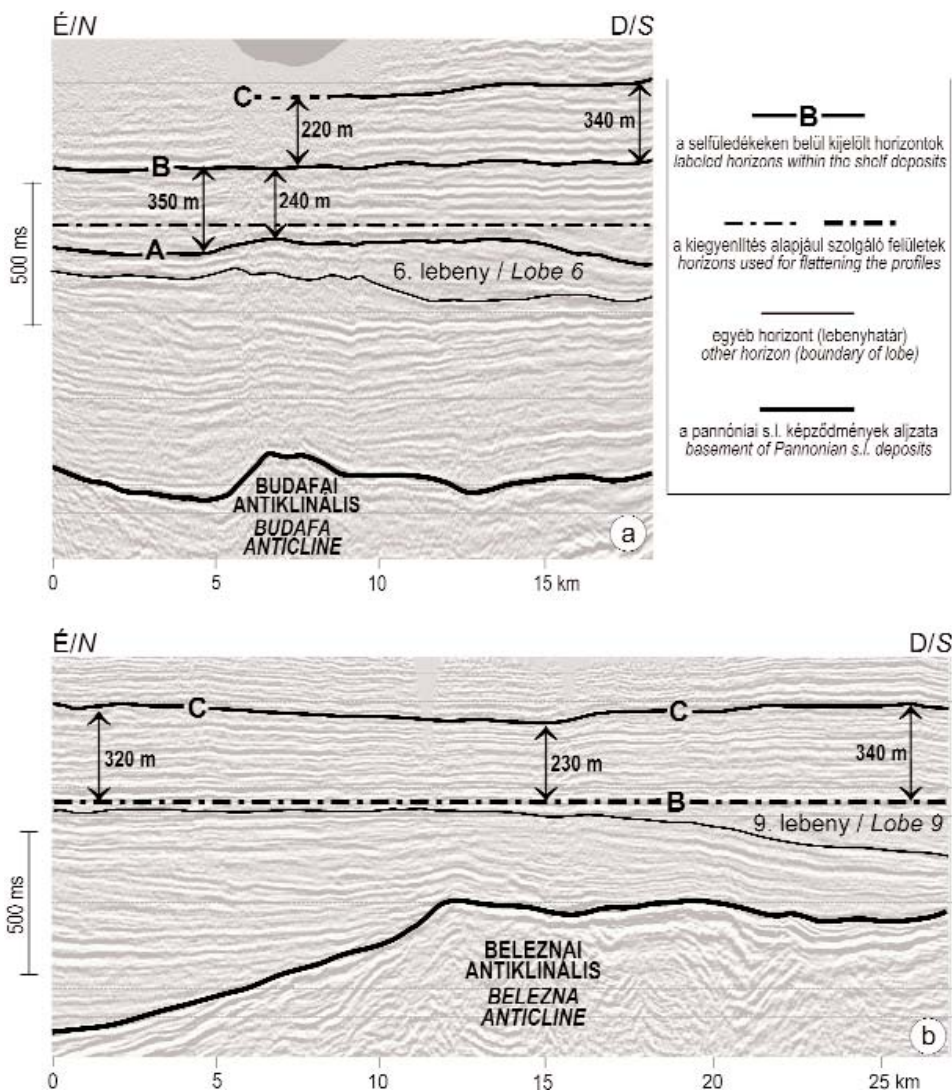 É/N
D/S
C
220 m
340 m
B
350 m
240 m
A
6. lebeny / Lobe 6
500 ms
BUDAFAI
ANTIKLINÁLIS
BUDAFA
ANTICLINE
a
0
5
10
15 km
B
a selfüledékeken belül kijelölt horizontok
labeled horizons within the shelf deposits
a kiegyenlítés alapjául szolgáló felületek
horizons used for flattening the profiles
egyéb horizont (lebenyhatár)
other horizon (boundary of lobe)
a pannóniai s.l. képződmények aljzata
basement of Pannonian s.l. deposits
É/N
D/S
C
C
320 m
230 m
340 m
B
9. lebeny / Lobe 9
500 ms
BELEZNAI
ANTIKLINÁLIS
BELEZNA
ANTICLINE
b
0
5
10
15
20
25 km